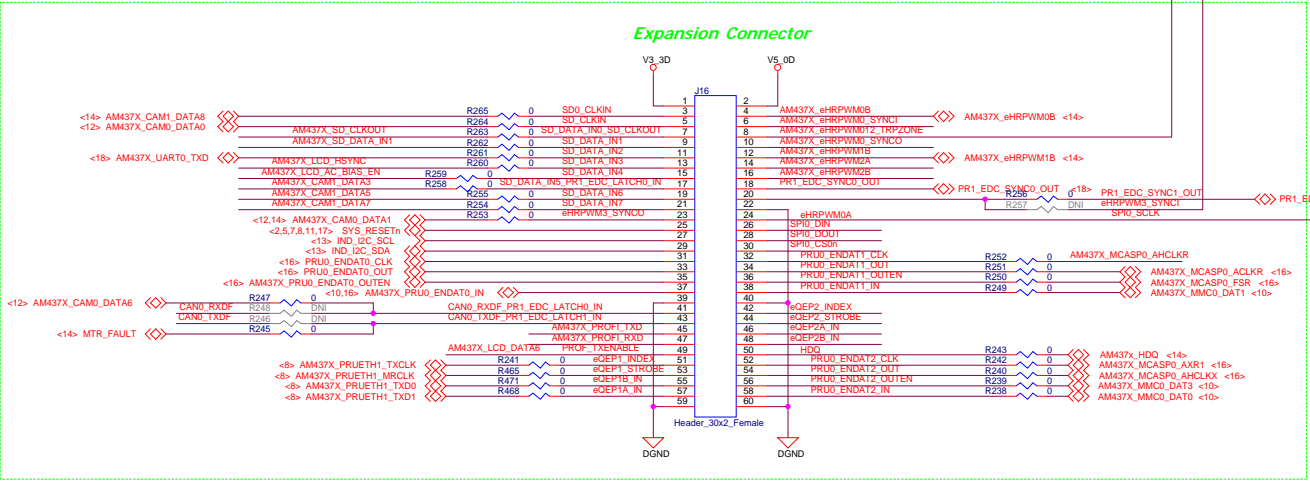 Expansion Connector
V3_3D
V5_0D
J16
1 2
<14> AM437X_CAM1_DATA8 R265 0 SD0_CLKIN 3 4 AM437X_eHRPWM0B AM437X_eHRPWM0B <14>
<12> AM437X_CAM0_DATA0 R264 0 SD_CLKIN 5 6 AM437X_eHRPWM0_SYNCI
AM437X_SD_CLKOUT R263 0 SD_DATA_IN0_SD_CLKOUT 7 8 AM437X_eHRPWM012_TRPZONE
AM437X_SD_DATA_IN1 R262 0 SD_DATA_IN1 9 10 AM437X_eHRPWM0_SYNCO
<18> AM437X_UART0_TXD R261 0 SD_DATA_IN2 11 12 AM437X_eHRPWM1B AM437X_eHRPWM1B <14>
AM437X_LCD_HSYNC R260 0 SD_DATA_IN3 13 14 AM437X_eHRPWM2A
AM437X_LCD_AC_BIAS_EN R259 0 SD_DATA_IN4 15 16 AM437X_eHRPWM2B
AM437X_CAM1_DATA3 R258 0 SD_DATA_IN5_PR1_EDC_LATCH0_IN 17 18 PR1_EDC_SYNC0_OUT PR1_EDC_SYNC0_OUT <18>
AM437X_CAM1_DATA5 R255 0 SD_DATA_IN6 19 20 R256 0 PR1_EDC_SYNC1_OUT PR1_E
AM437X_CAM1_DATA7 R254 0 SD_DATA_IN7 21 22 R257 DNI eHRPWM3_SYNCI
<12,14> AM437X_CAM0_DATA1 R253 0 eHRPWM3_SYNCO 23 24 eHRPWM0A SPI0_SCLK
<2,5,7,8,11,17> SYS_RESETn 25 26 SPI0_DIN
<13> IND_I2C_SCL 27 28 SPI0_DOUT
<13> IND_I2C_SDA 29 30 SPI0_CS0n
<16> PRU0_ENDAT0_CLK 31 32 PRU0_ENDAT1_CLK R252 0 AM437X_MCASP0_AHCLKR
<16> PRU0_ENDAT0_OUT 33 34 PRU0_ENDAT1_OUT R251 0 AM437X_MCASP0_ACLKR <16>
<16> AM437X_PRU0_ENDAT0_OUTEN 35 36 PRU0_ENDAT1_OUTEN R250 0 AM437X_MCASP0_FSR <16>
<10,16> AM437X_PRU0_ENDAT0_IN 37 38 PRU0_ENDAT1_IN R249 0 AM437X_MMC0_DAT1 <10>
<12> AM437X_CAM0_DATA6 R247 0 39 40
CAN0_RXDF R248 DNI CAN0_RXDF_PR1_EDC_LATCH0_IN 41 42 eQEP2_INDEX
CAN0_TXDF R246 DNI CAN0_TXDF_PR1_EDC_LATCH1_IN 43 44 eQEP2_STROBE
<14> MTR_FAULT R245 0 AM437X_PROFI_TXD 45 46 eQEP2A_IN
AM437X_PROFI_RXD 47 48 eQEP2B_IN
AM437X_LCD_DATA6 PROF_TXENABLE 49 50 HDQ R243 0 AM437x_HDQ <14>
<8> AM437X_PRUETH1_TXCLK R241 0 eQEP1_INDEX 51 52 PRU0_ENDAT2_CLK R242 0 AM437X_MCASP0_AXR1 <16>
<8> AM437X_PRUETH1_MRCLK R465 0 eQEP1_STROBE 53 54 PRU0_ENDAT2_OUT R240 0 AM437X_MCASP0_AHCLKX <16>
<8> AM437X_PRUETH1_TXD0 R471 0 eQEP1B_IN 55 56 PRU0_ENDAT2_OUTEN R239 0 AM437X_MMC0_DAT3 <10>
<8> AM437X_PRUETH1_TXD1 R468 0 eQEP1A_IN 57 58 PRU0_ENDAT2_IN R238 0 AM437X_MMC0_DAT0 <10>
59 60
Header_30x2_Female
DGND
DGND